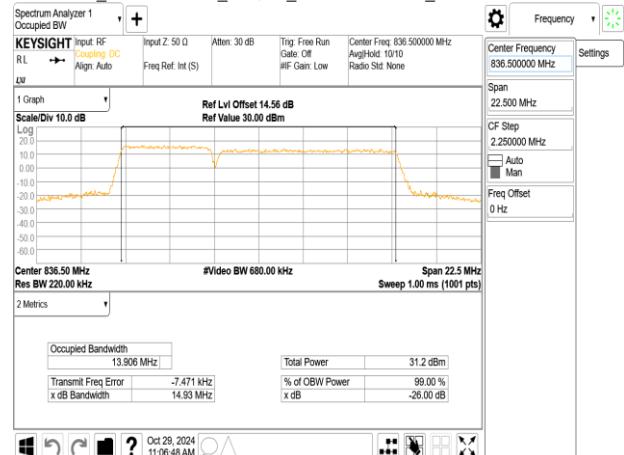 Spectrum Analyzer 1
Occupied BW
Frequency
KEYSIGHT Input: RF
Coupling: DC
Align: Auto
RL
Input Z: 50 Ω
Freq Ref: Int (S)
Atten: 30 dB
Trig: Free Run
Gate: Off
#IF Gain: Low
Center Freq: 836.500000 MHz
Avg|Hold: 10/10
Radio Std: None
Center Frequency
836.500000 MHz
Settings
Span
22.500 MHz
CF Step
2.250000 MHz
Auto
Man
Freq Offset
0 Hz
1 Graph
Scale/Div 10.0 dB
Ref Lvl Offset 14.56 dB
Ref Value 30.00 dBm
Log
20.0
10.0
0.00
-10.0
-20.0
-30.0
-40.0
-50.0
-60.0
Center 836.50 MHz
#Video BW 680.00 kHz
Span 22.5 MHz
Res BW 220.00 kHz
Sweep 1.00 ms (1001 pts)
2 Metrics
Occupied Bandwidth
13.906 MHz
Total Power 31.2 dBm
Transmit Freq Error -7.471 kHz
% of OBW Power 99.00 %
x dB Bandwidth 14.93 MHz
x dB -26.00 dB
Oct 29, 2024
11:06:48 AM